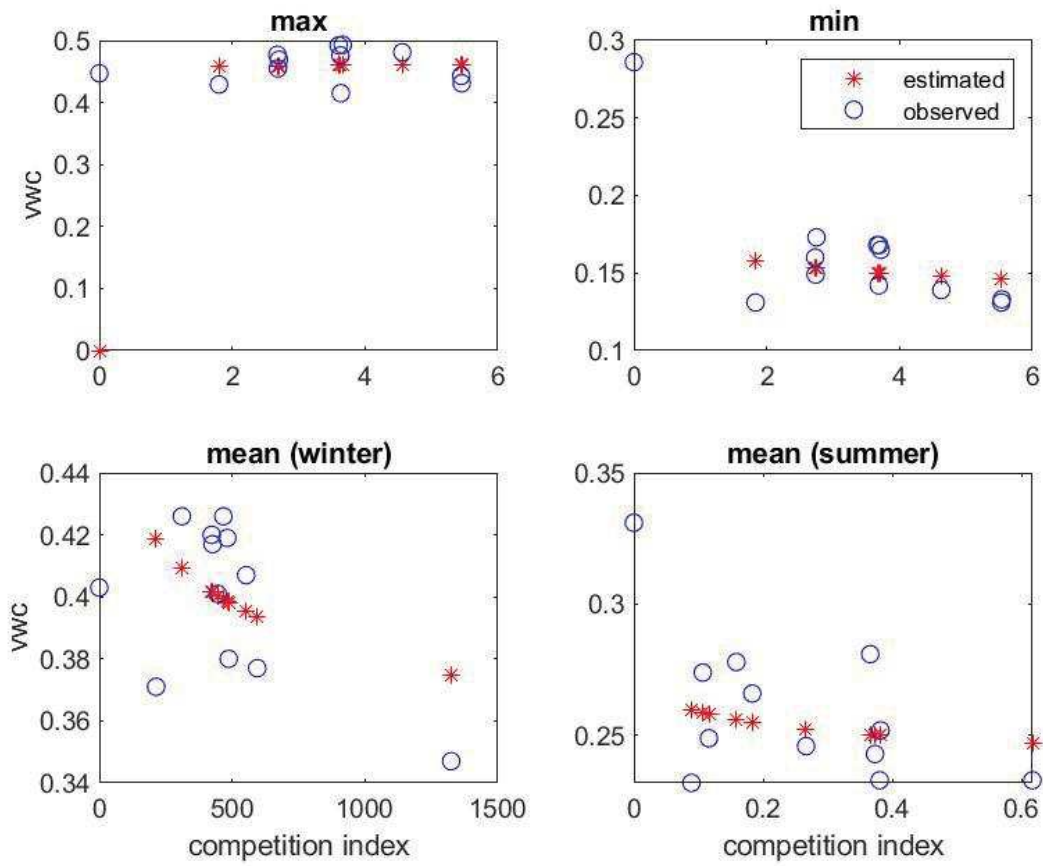 max
0.5
0.4
0.3
0.2
0.1
0
vwc
0 2 4 6
min
0.3
0.25
0.2
0.15
0.1
0 2 4 6
estimated
observed
mean (winter)
0.44
0.42
0.4
0.38
0.36
0.34
vwc
0 500 1000 1500
competition index
mean (summer)
0.35
0.3
0.25
0 0.2 0.4 0.6
competition index